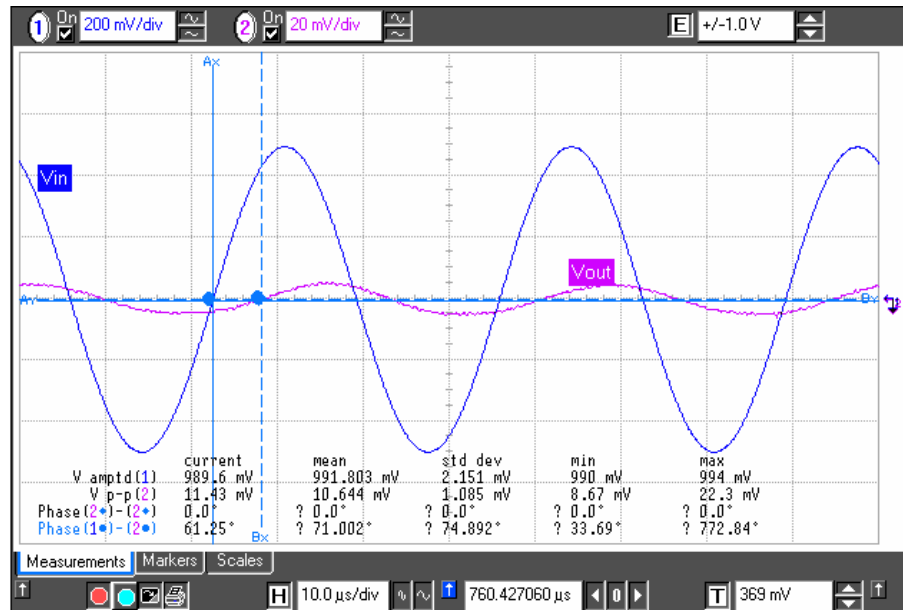 1 On 200 mV/div 2 On 20 mV/div E +/-1.0 V
Ax
Vin
Vout
Ay By
current mean std dev min max
V amptd(1) 989.6 mV 991.803 mV 2.151 mV 990 mV 994 mV
V p-p(2) 11.43 mV 10.644 mV 1.085 mV 8.67 mV 22.3 mV
Phase(2◆)-(2◆) 0.0° ? 0.0° ? 0.0° ? 0.0° ? 0.0°
Phase(1●)-(2●) 61.25° ? 71.002° ? 74.892° ? 33.69° ? 772.84°
Bx
Measurements Markers Scales
H 10.0 µs/div 760.427060 µs 0 T 369 mV